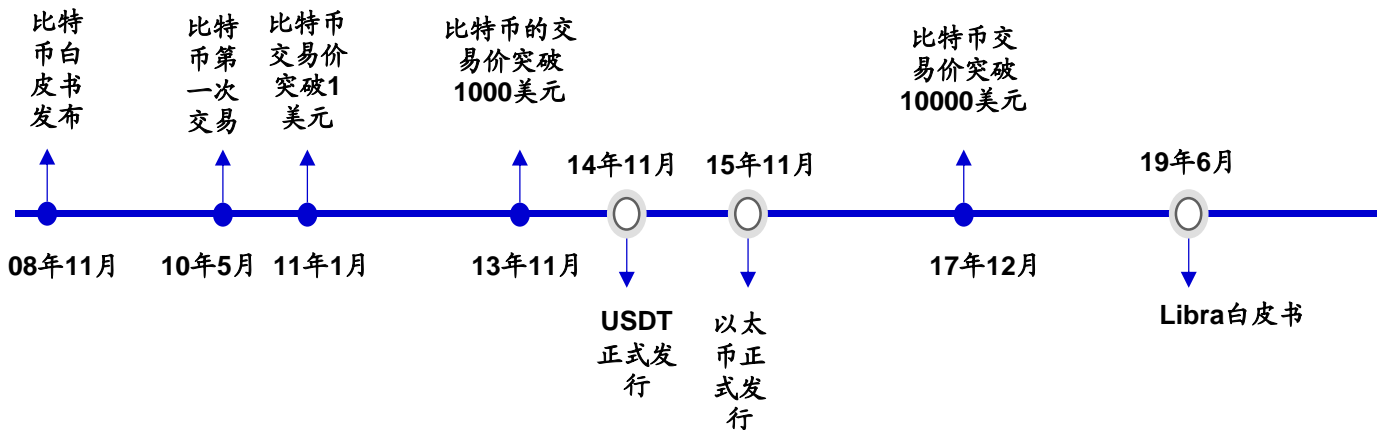 比特
币白
皮书
发布
比特
币第
一次
交易
比特币
交易价
突破1
美元
比特币的交
易价突破
1000美元
比特币交
易价突破
10000美元
14年11月
15年11月
19年6月
08年11月
10年5月
11年1月
13年11月
17年12月
USDT
正式发
行
以太
币正
式发
行
Libra白皮书